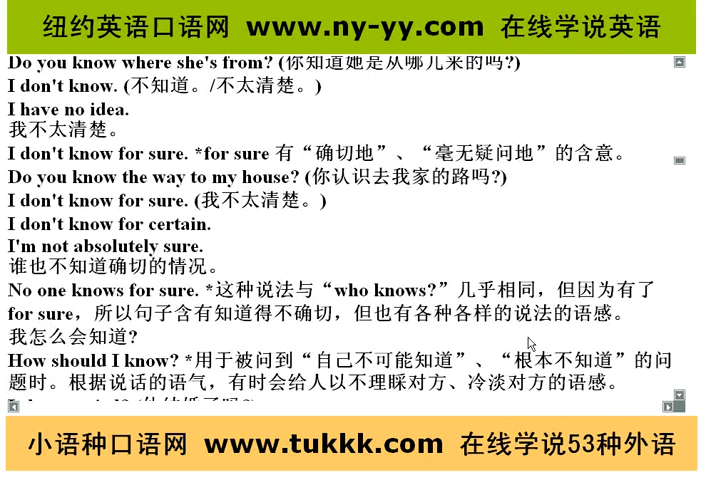 纽约英语口语网 www.ny-yy.com 在线学说英语
Do you know where she's from? (你知道她是从哪儿来的吗?)
I don't know. (不知道。/不太清楚。)
I have no idea.
我不太清楚。
I don't know for sure. *for sure 有“确切地”、“毫无疑问地”的含意。
Do you know the way to my house? (你认识去我家的路吗?)
I don't know for sure. (我不太清楚。)
I don't know for certain.
I'm not absolutely sure.
谁也不知道确切的情况。
No one knows for sure. *这种说法与“who knows?”几乎相同，但因为有了
for sure，所以句子含有知道得不确切，但也有各种各样的说法的语感。
我怎么会知道?
How should I know? *用于被问到“自己不可能知道”、“根本不知道”的问
题时。根据说话的语气，有时会给人以不理睬对方、冷淡对方的语感。
小语种口语网 www.tukkk.com 在线学说53种外语